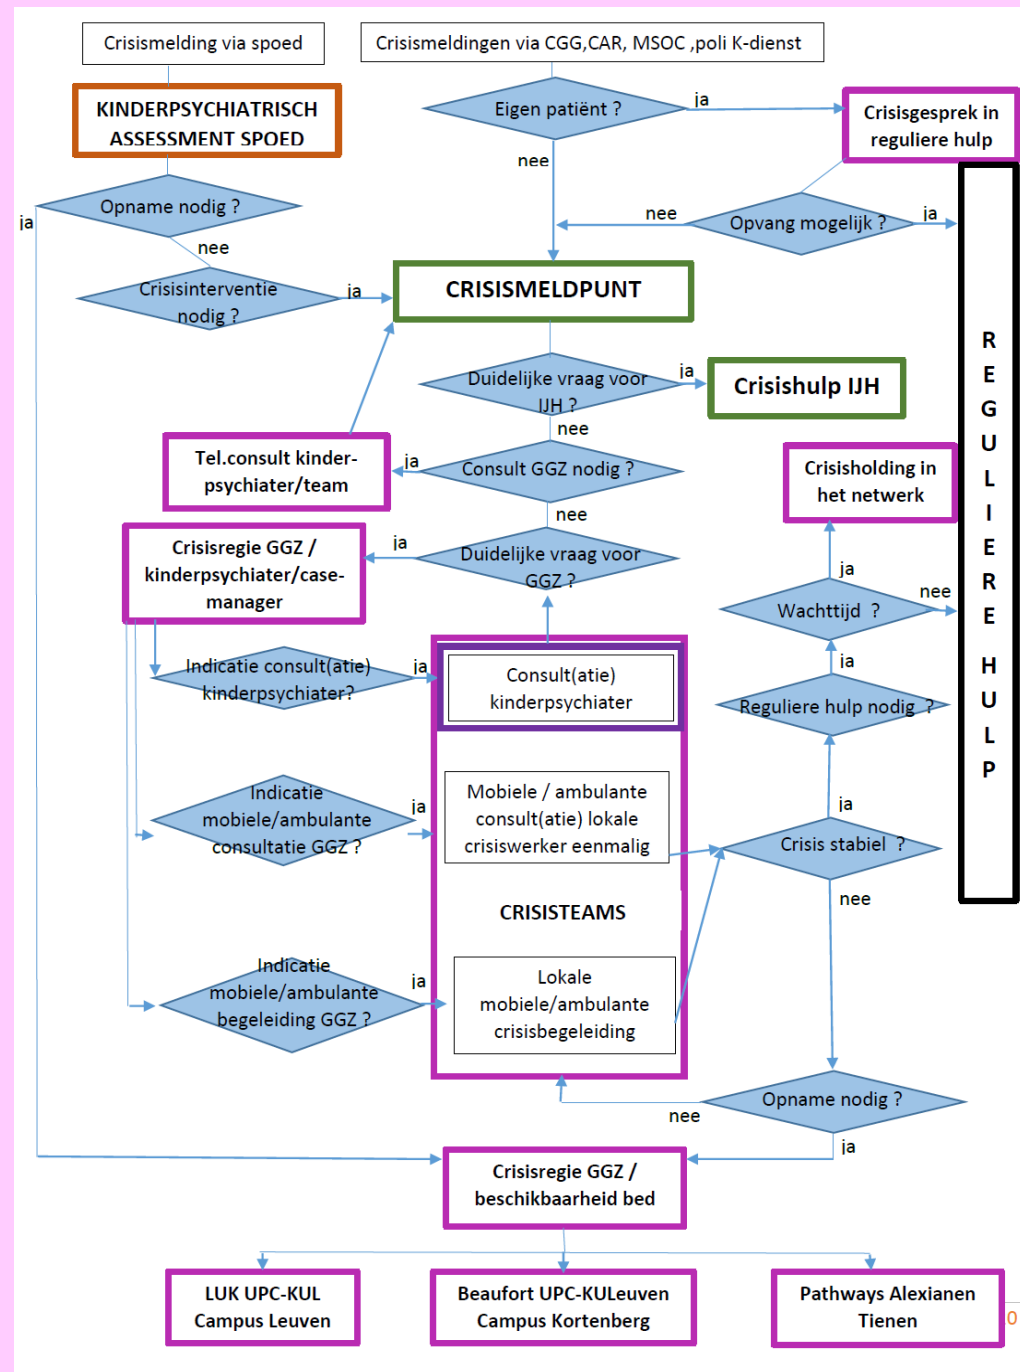 Crisismelding via spoed
Crisismeldingen via CGG,CAR, MSOC ,poli K-dienst
KINDERPSYCHIATRISCH
ASSESSMENT SPOED
Eigen patiënt ?
ja
Crisisgesprek in
reguliere hulp
nee
Opname nodig ?
ja
nee
Opvang mogelijk ?
nee
ja
Crisisinterventie
nodig ?
ja
CRISISMELDPUNT
REGULIERE HULP
Duidelijke vraag voor
IJH ?
ja
Crisishulp IJH
nee
Tel.consult kinder-
psychiater/team
ja
Consult GGZ nodig ?
Crisisholding in
het netwerk
nee
Crisisregie GGZ /
kinderpsychiater/case-
manager
ja
Duidelijke vraag voor
GGZ ?
ja
nee
Wachttijd ?
Indicatie consult(atie)
kinderpsychiater?
ja
Consult(atie)
kinderpsychiater
ja
Reguliere hulp nodig ?
Indicatie
mobiele/ambulante
consultatie GGZ ?
ja
Mobiele / ambulante
consult(atie) lokale
crisiswerker eenmalig
ja
Crisis stabiel ?
nee
CRISISTEAMS
Indicatie
mobiele/ambulante
begeleiding GGZ ?
ja
Lokale
mobiele/ambulante
crisisbegeleiding
Opname nodig ?
nee
ja
Crisisregie GGZ /
beschikbaarheid bed
LUK UPC-KUL
Campus Leuven
Beaufort UPC-KULeuven
Campus Kortenberg
Pathways Alexianen
Tienen
0